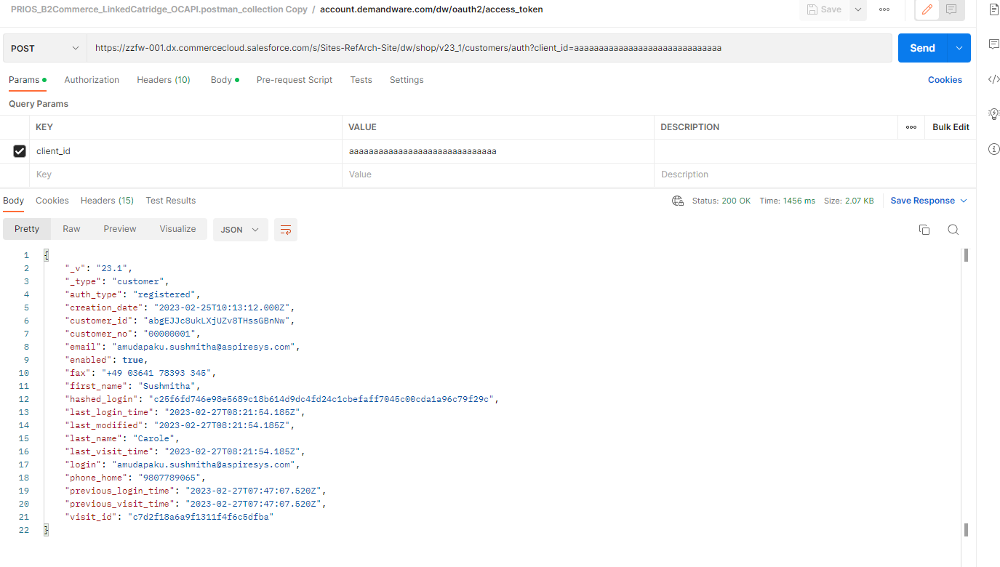 PRIOS_B2Commerce_LinkedCatridge_OCAPI.postman_collection Copy / account.demandware.com/dw/oauth2/access_token
Save
POST
https://zzfw-001.dx.commercecloud.salesforce.com/s/Sites-RefArch-Site/dw/shop/v23_1/customers/auth?client_id=aaaaaaaaaaaaaaaaaaaaaaaaaaaaaa
Send
Params Authorization Headers (10) Body Pre-request Script Tests Settings Cookies
Query Params
KEY VALUE DESCRIPTION Bulk Edit
client_id aaaaaaaaaaaaaaaaaaaaaaaaaaaaaa
Key Value Description
Body Cookies Headers (15) Test Results Status: 200 OK Time: 1456 ms Size: 2.07 KB Save Response
Pretty Raw Preview Visualize JSON
1 {
2 "_v": "23.1",
3 "_type": "customer",
4 "auth_type": "registered",
5 "creation_date": "2023-02-25T10:13:12.000Z",
6 "customer_id": "abgEJJc8ukLXjUZv8THssGBnNw",
7 "customer_no": "00000001",
8 "email": "amudapaku.sushmitha@aspiresys.com",
9 "enabled": true,
10 "fax": "+49 03641 78393 345",
11 "first_name": "Sushmitha",
12 "hashed_login": "c25f6fd746e98e5689c18b614d9dc4fd24c1cbefaff7045c00cda1a96c79f29c",
13 "last_login_time": "2023-02-27T08:21:54.185Z",
14 "last_modified": "2023-02-27T08:21:54.185Z",
15 "last_name": "Carole",
16 "last_visit_time": "2023-02-27T08:21:54.185Z",
17 "login": "amudapaku.sushmitha@aspiresys.com",
18 "phone_home": "9807789065",
19 "previous_login_time": "2023-02-27T07:47:07.520Z",
20 "previous_visit_time": "2023-02-27T07:47:07.520Z",
21 "visit_id": "c7d2f18a6a9f1311f4f6c5dfba"
22 }